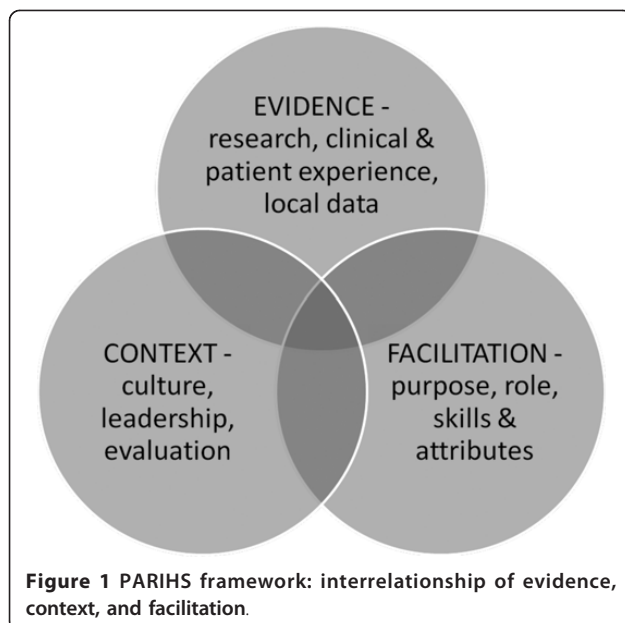 EVIDENCE -
research, clinical &
patient experience,
local data
CONTEXT -
culture,
leadership,
evaluation
FACILITATION -
purpose, role,
skills &
attributes
Figure 1 PARIHS framework: interrelationship of evidence,
context, and facilitation.